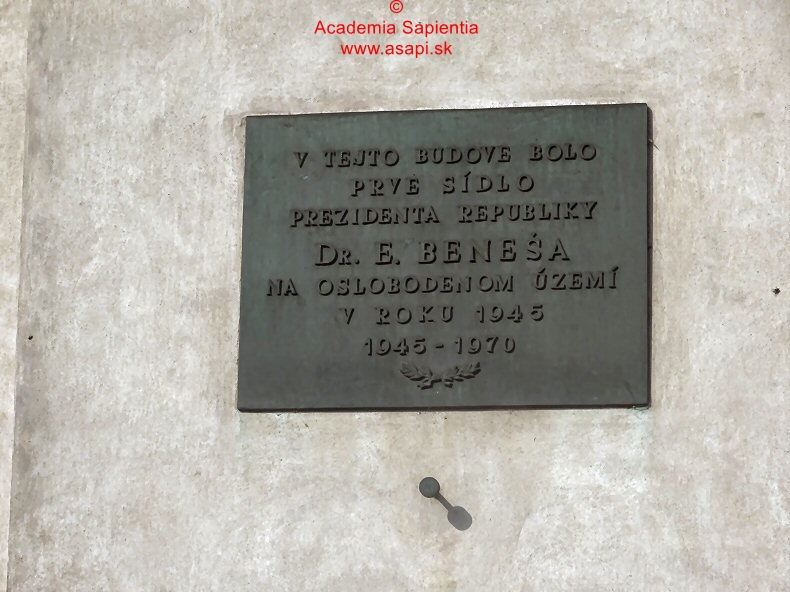 ©
Academia Sapientia
www.asapi.sk
V TEJTO BUDOVE BOLO
PRVÉ SÍDLO
PREZIDENTA REPUBLIKY
DR. E. BENEŠA
NA OSLOBODENOM ÚZEMÍ
V ROKU 1945
1945 - 1970